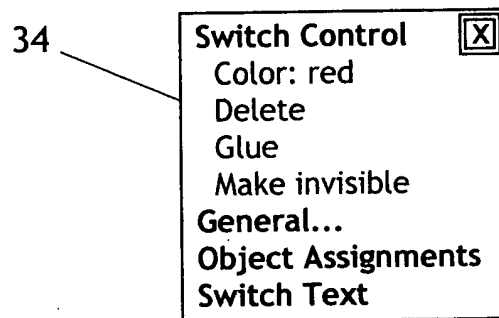 34
Switch Control X
Color: red
Delete
Glue
Make invisible
General...
Object Assignments
Switch Text